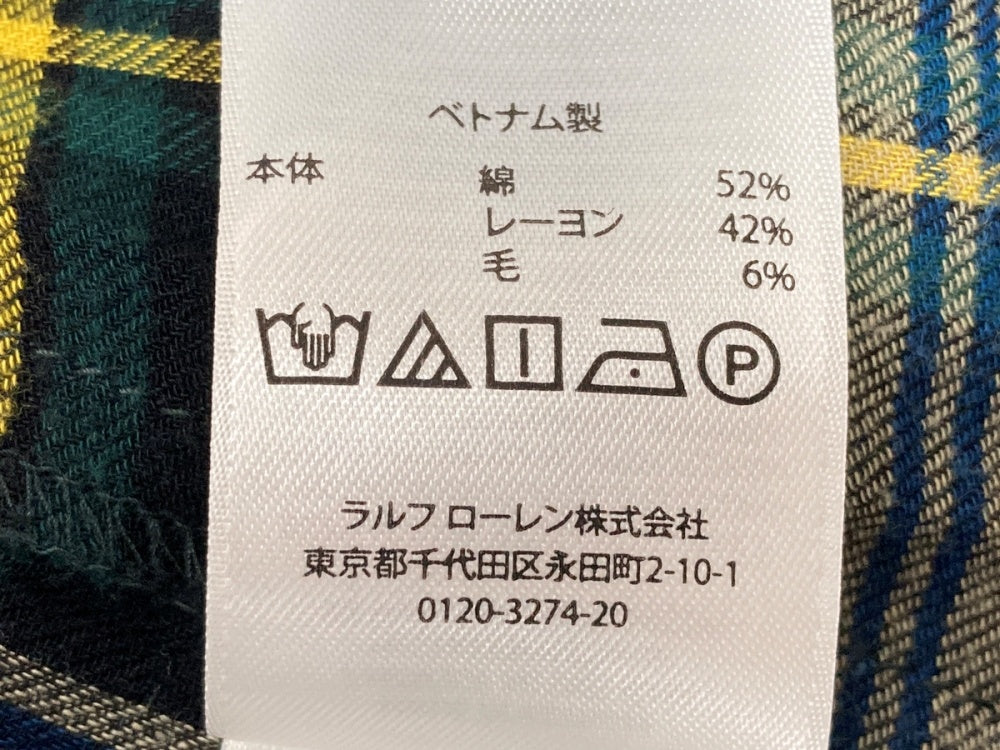 ベトナム製
本体 綿 52%
レーヨン 42%
毛 6%
P
ラルフ ローレン株式会社
東京都千代田区永田町2-10-1
0120-3274-20